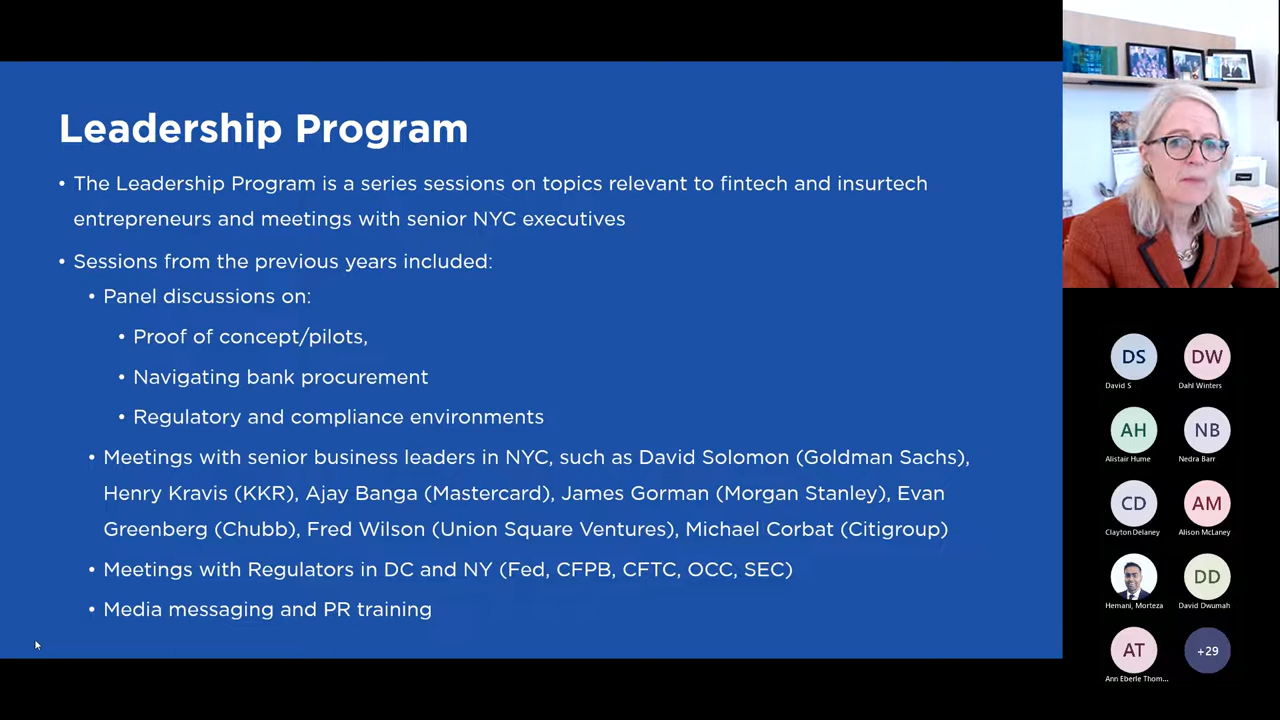 Leadership Program
• The Leadership Program is a series sessions on topics relevant to fintech and insurtech
entrepreneurs and meetings with senior NYC executives
• Sessions from the previous years included:
• Panel discussions on:
• Proof of concept/pilots,
• Navigating bank procurement
• Regulatory and compliance environments
• Meetings with senior business leaders in NYC, such as David Solomon (Goldman Sachs),
Henry Kravis (KKR), Ajay Banga (Mastercard), James Gorman (Morgan Stanley), Evan
Greenberg (Chubb), Fred Wilson (Union Square Ventures), Michael Corbat (Citigroup)
• Meetings with Regulators in DC and NY (Fed, CFPB, CFTC, OCC, SEC)
• Media messaging and PR training
DS
David S
DW
Dahl Winters
AH
Alistair Hume
NB
Nedra Barr
CD
Clayton Delaney
AM
Alison McLaney
Hemani, Morteza
DD
David Dwumah
AT
Ann Eberle Thom...
+29